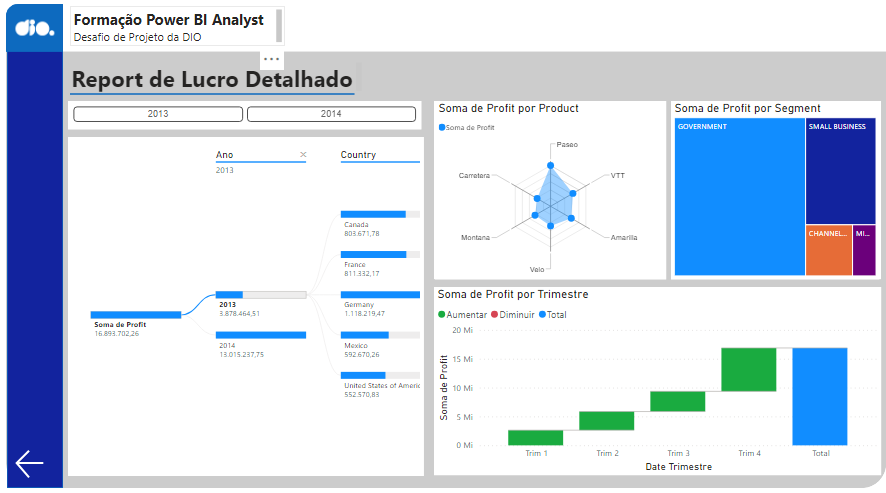 dio.
Formação Power BI Analyst
Desafio de Projeto da DIO
Report de Lucro Detalhado
2013
2014
Ano
2013
Country
Canada
803.671,78
France
811.332,17
Germany
1.118.219,47
Mexico
592.670,26
United States of Americ
552.570,83
2013
3.878.464,51
2014
13.015.237,75
Soma de Profit
16.893.702,26
Soma de Profit por Product
Soma de Profit
Paseo
VTT
Amarilla
Velo
Montana
Carretera
Soma de Profit por Segment
GOVERNMENT
SMALL BUSINESS
CHANNEL...
MI...
Soma de Profit por Trimestre
Aumentar Diminuir Total
Soma de Profit
20 Mi
15 Mi
10 Mi
5 Mi
0 Mi
Trim 1
Trim 2
Trim 3
Trim 4
Total
Date Trimestre